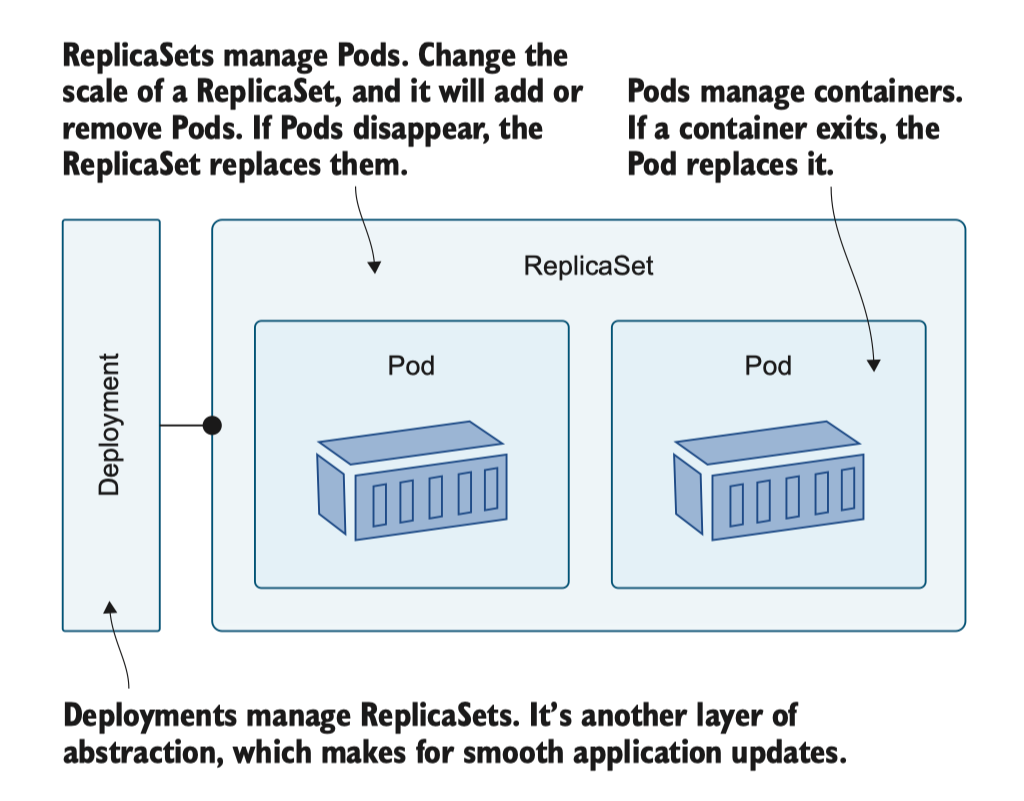 ReplicaSets manage Pods. Change the
scale of a ReplicaSet, and it will add or
remove Pods. If Pods disappear, the
ReplicaSet replaces them.
Pods manage containers.
If a container exits, the
Pod replaces it.
Deployment
ReplicaSet
Pod
Pod
Deployments manage ReplicaSets. It’s another layer of
abstraction, which makes for smooth application updates.